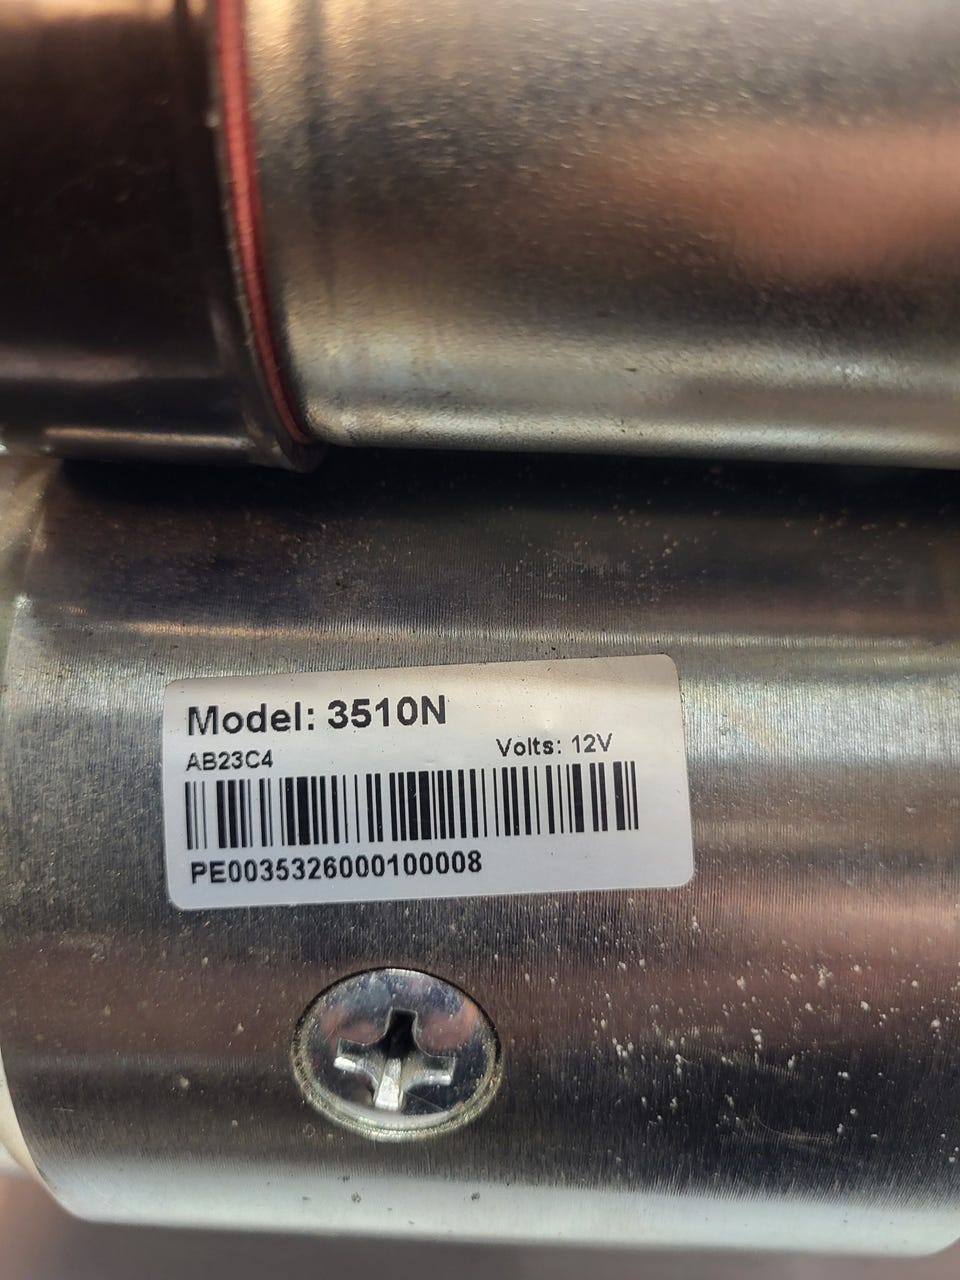 Model: 3510N
AB23C4 Volts: 12V
PE0035326000100008